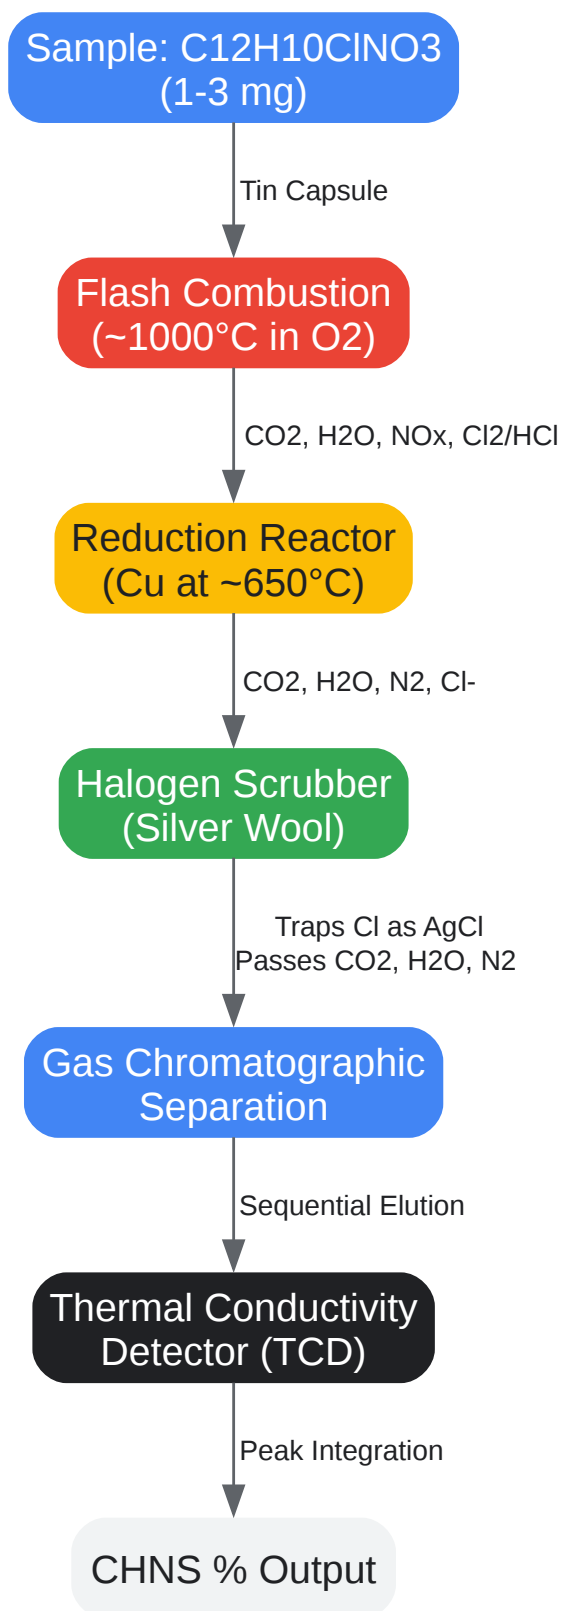 Sample: C12H10ClNO3
(1-3 mg)
Tin Capsule
Flash Combustion
(~1000°C in O2)
CO2, H2O, NOx, Cl2/HCl
Reduction Reactor
(Cu at ~650°C)
CO2, H2O, N2, Cl-
Halogen Scrubber
(Silver Wool)
Traps Cl as AgCl
Passes CO2, H2O, N2
Gas Chromatographic
Separation
Sequential Elution
Thermal Conductivity
Detector (TCD)
Peak Integration
CHNS % Output